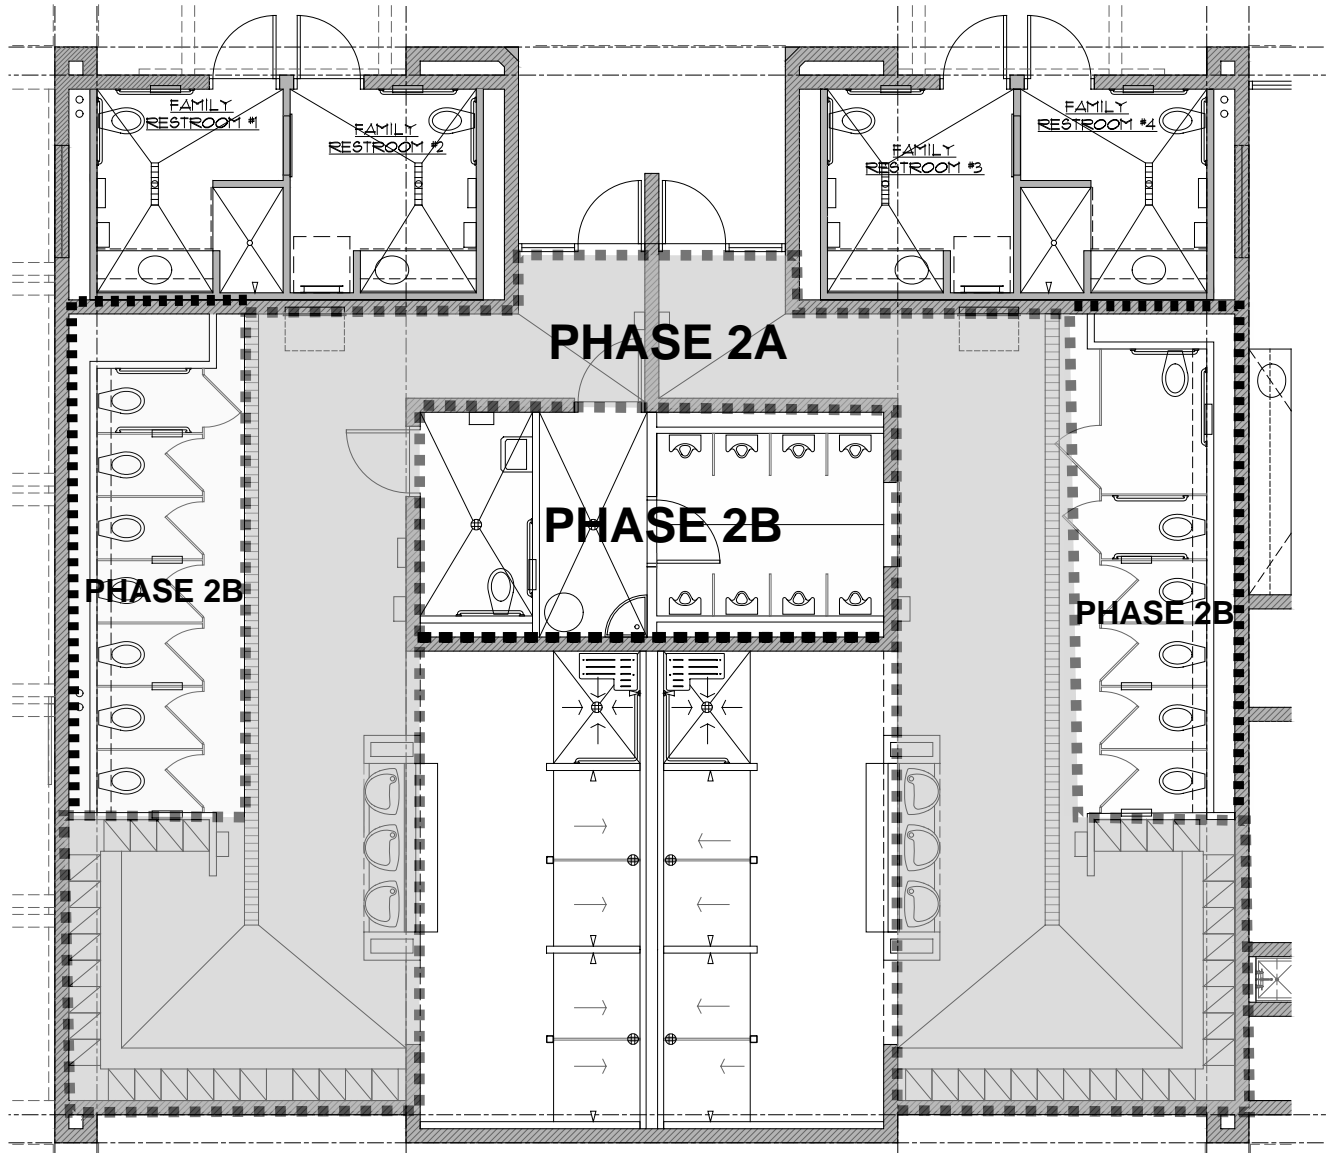 FAMILY
RESTROOM #1
FAMILY
RESTROOM #2
FAMILY
RESTROOM #3
FAMILY
RESTROOM #4
PHASE 2A
PHASE 2B
PHASE 2B
PHASE 2B